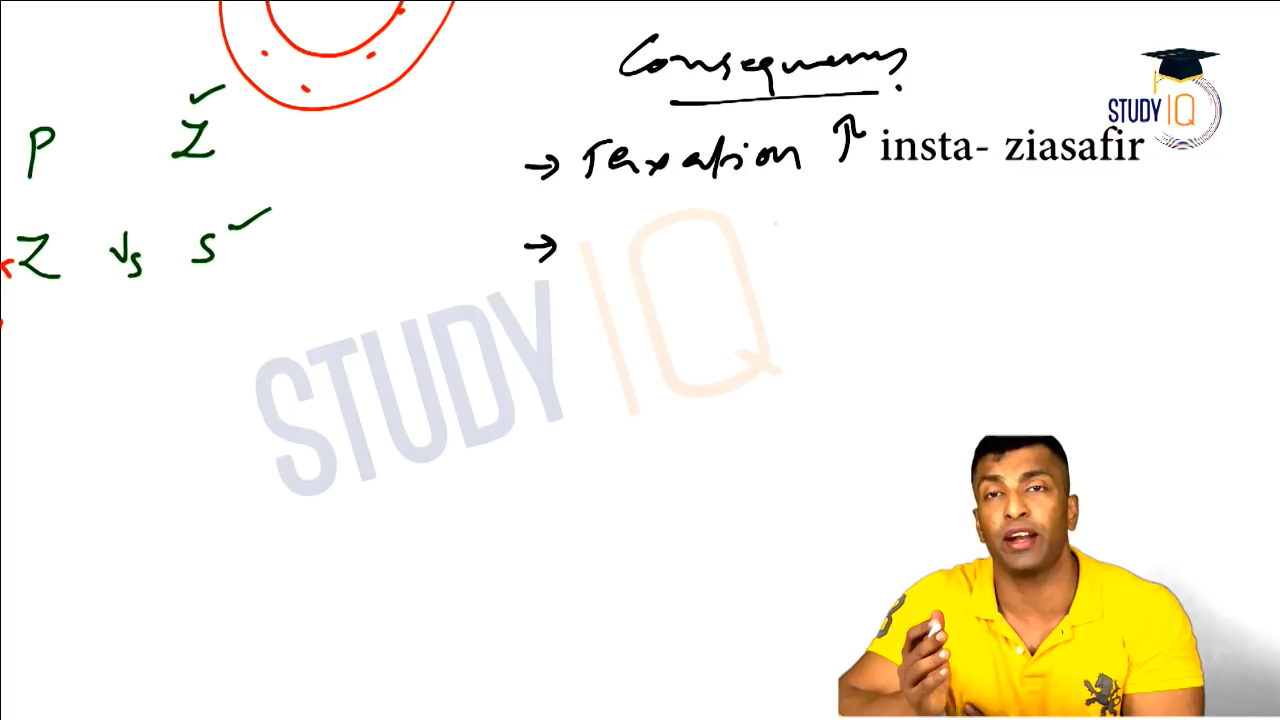 Consequences
STUDY IQ
P Z
→ Taxation ↑ insta- ziasafir
Z vs S
→
STUDY IQ